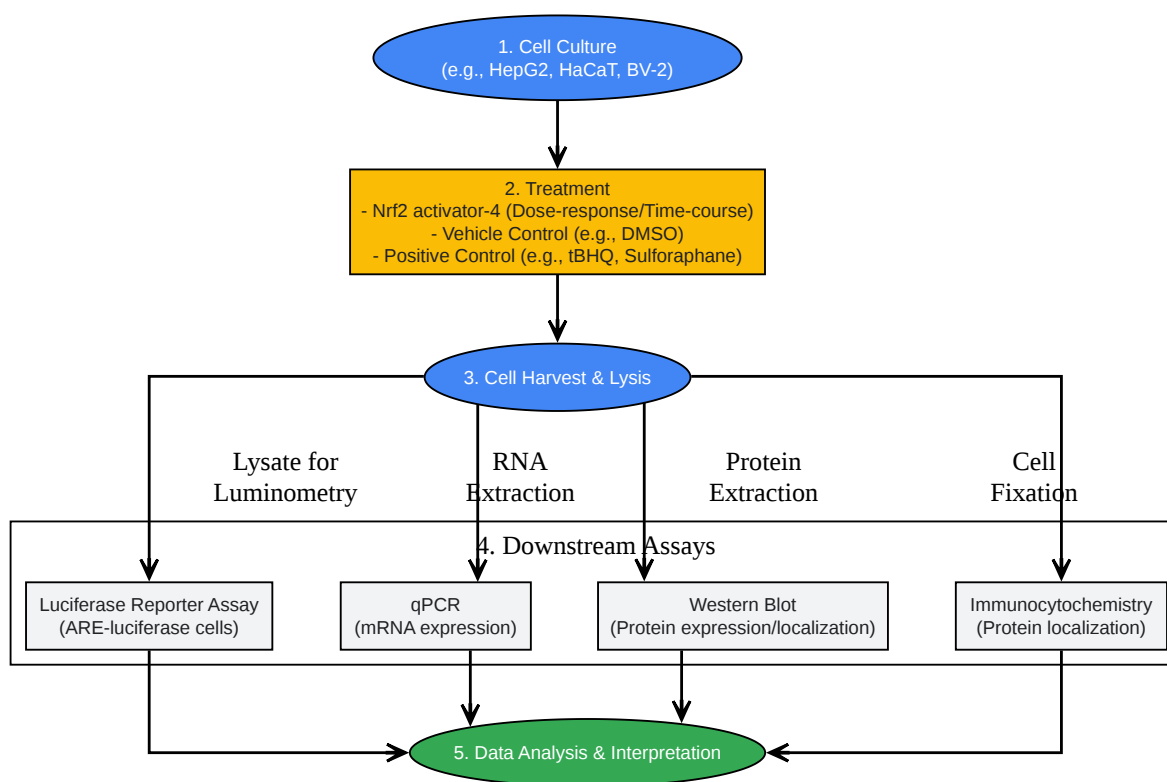 1. Cell Culture
(e.g., HepG2, HaCaT, BV-2)
2. Treatment
- Nrf2 activator-4 (Dose-response/Time-course)
- Vehicle Control (e.g., DMSO)
- Positive Control (e.g., tBHQ, Sulforaphane)
3. Cell Harvest & Lysis
Lysate for
Luminometry
RNA
Extraction
Protein
Extraction
Cell
Fixation
4. Downstream Assays
Luciferase Reporter Assay
(ARE-luciferase cells)
qPCR
(mRNA expression)
Western Blot
(Protein expression/localization)
Immunocytochemistry
(Protein localization)
5. Data Analysis & Interpretation